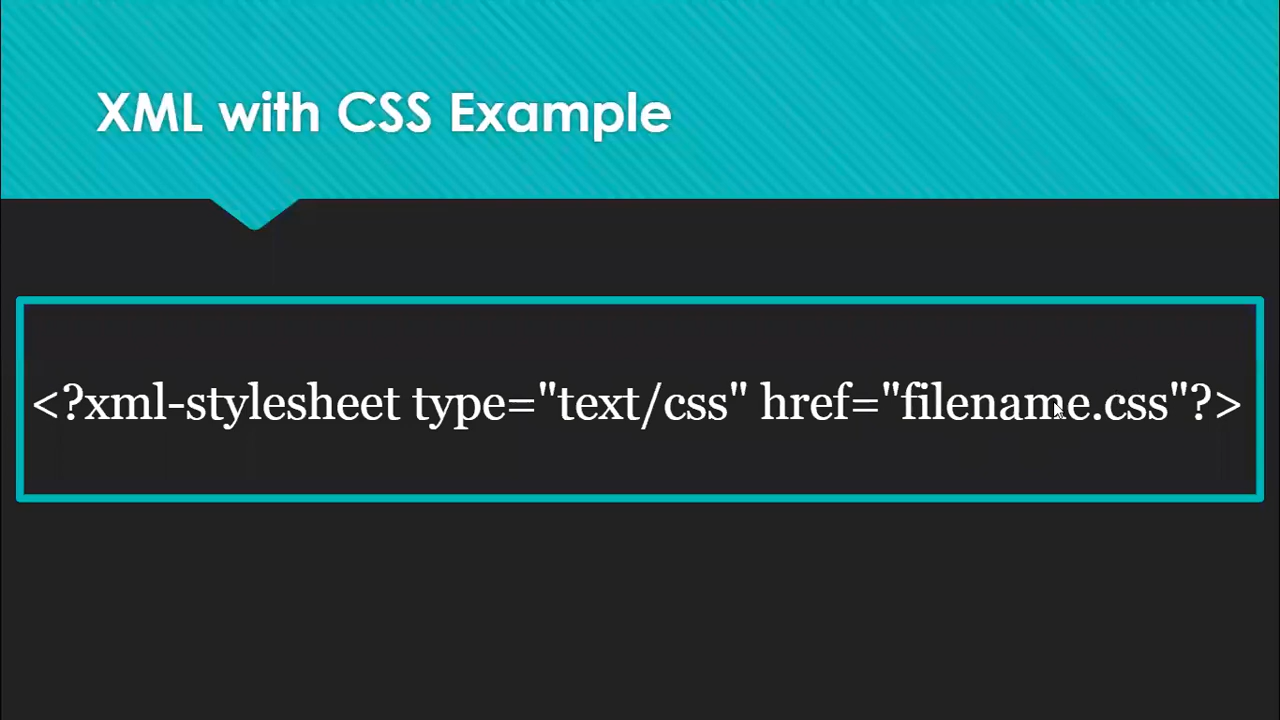 XML with CSS Example
<?xml-stylesheet type="text/css" href="filename.css"?>